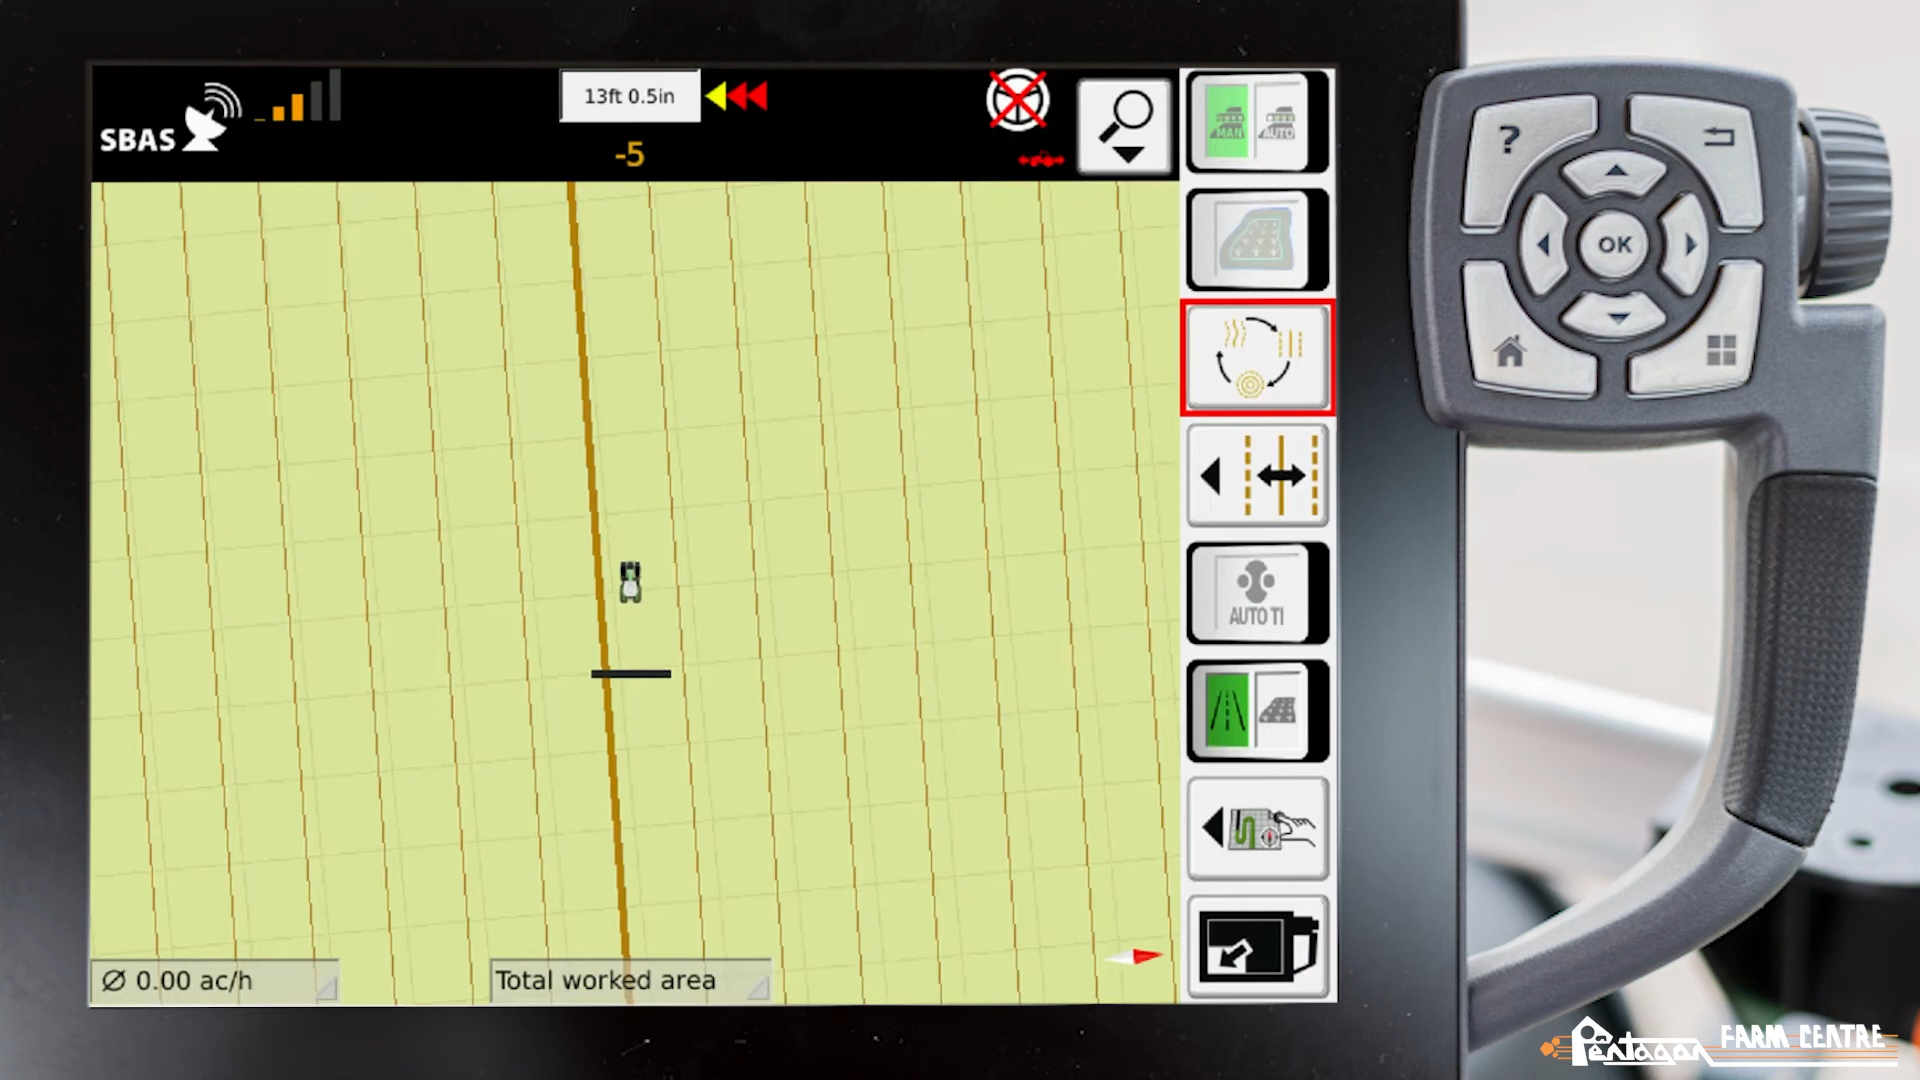 SBAS
13ft 0.5in
-5
MAN AUTO
AUTO TI
Ø 0.00 ac/h
Total worked area
?
OK
Pentagon FARM CENTRE